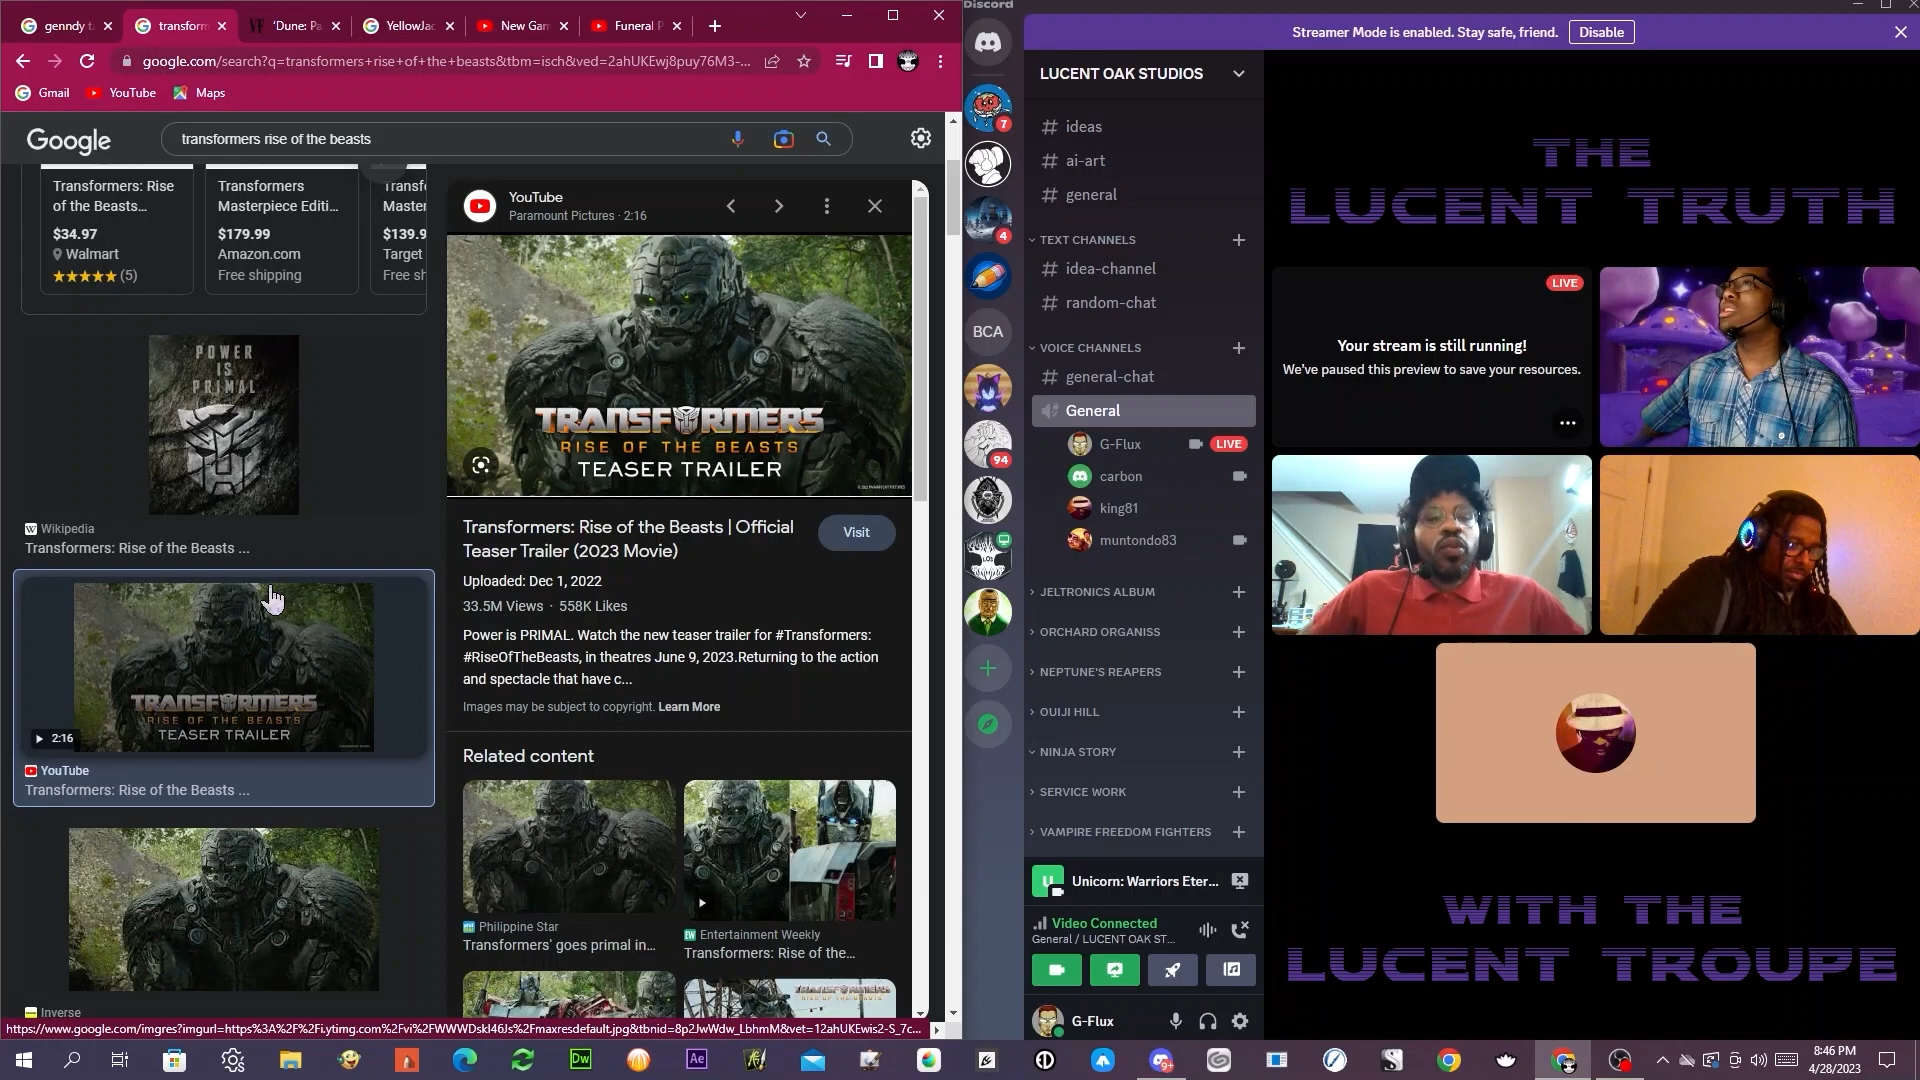 genndy t
transform
'Dune: Pa
YellowJac
New Gam
Funeral P
google.com/search?q=transformers+rise+of+the+beasts&tbm=isch&ved=2ahUKEwj8puy76M3-...
Gmail
YouTube
Maps
Google
transformers rise of the beasts
Transformers: Rise
of the Beasts...
$34.97
Walmart
(5)
Transformers
Masterpiece Editi...
$179.99
Amazon.com
Free shipping
Transf
Master
$139.9
Target
Free sh
POWER
IS
PRIMAL
Wikipedia
Transformers: Rise of the Beasts ...
TRANSFORMERS
RISE OF THE BEASTS
TEASER TRAILER
2:16
YouTube
Transformers: Rise of the Beasts ...
Inverse
YouTube
Paramount Pictures · 2:16
TRANSFORMERS
RISE OF THE BEASTS
TEASER TRAILER
Transformers: Rise of the Beasts | Official
Teaser Trailer (2023 Movie)
Visit
Uploaded: Dec 1, 2022
33.5M Views · 558K Likes
Power is PRIMAL. Watch the new teaser trailer for #Transformers:
#RiseOfTheBeasts, in theatres June 9, 2023.Returning to the action
and spectacle that have c...
Images may be subject to copyright. Learn More
Related content
Philippine Star
Transformers' goes primal in...
Entertainment Weekly
Transformers: Rise of the...
TRANSFORMERS
https://www.google.com/imgres?imgurl=https%3A%2F%2Fi.ytimg.com%2Fvi%2FWWWDskI46Js%2Fmaxresdefault.jpg&tbnid=8p2JwWdw_LbhmM&vet=12ahUKEwis2-S_7c...
Discord
Streamer Mode is enabled. Stay safe, friend.
Disable
7
4
BCA
94
LOS
LUCENT OAK STUDIOS
ideas
ai-art
general
TEXT CHANNELS
idea-channel
random-chat
VOICE CHANNELS
general-chat
General
G-Flux
LIVE
carbon
king81
muntondo83
JELTRONICS ALBUM
ORCHARD ORGANISS
NEPTUNE'S REAPERS
OUIJI HILL
NINJA STORY
SERVICE WORK
VAMPIRE FREEDOM FIGHTERS
U
Unicorn: Warriors Eter...
Video Connected
General / LUCENT OAK ST...
G-Flux
THE
LUCENT TRUTH
LIVE
Your stream is still running!
We've paused this preview to save your resources.
WITH THE
LUCENT TROUPE
Dw
Ae
9+
8:46 PM
4/28/2023